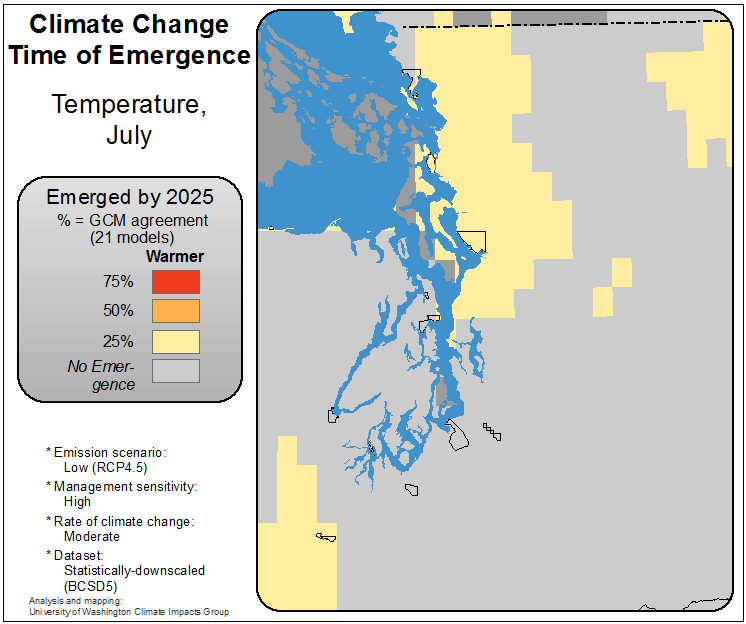 Climate Change
Time of Emergence
Temperature,
July
Emerged by 2025
% = GCM agreement
(21 models)
Warmer
75%
50%
25%
No Emer-
gence
* Emission scenario:
Low (RCP4.5)
* Management sensitivity:
High
* Rate of climate change:
Moderate
* Dataset:
Statistically-downscaled
(BCSD5)
Analysis and mapping:
University of Washington Climate Impacts Group